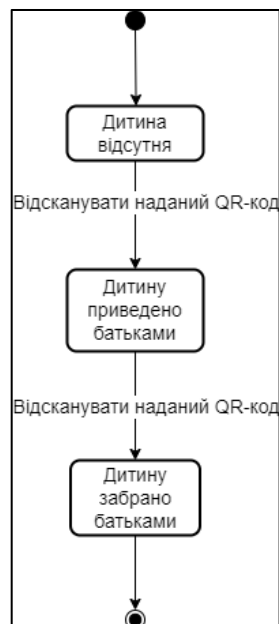 Дитина
відсутня
Відсканувати наданий QR-код
Дитину
приведено
батьками
Відсканувати наданий QR-код
Дитину
забрано
батьками